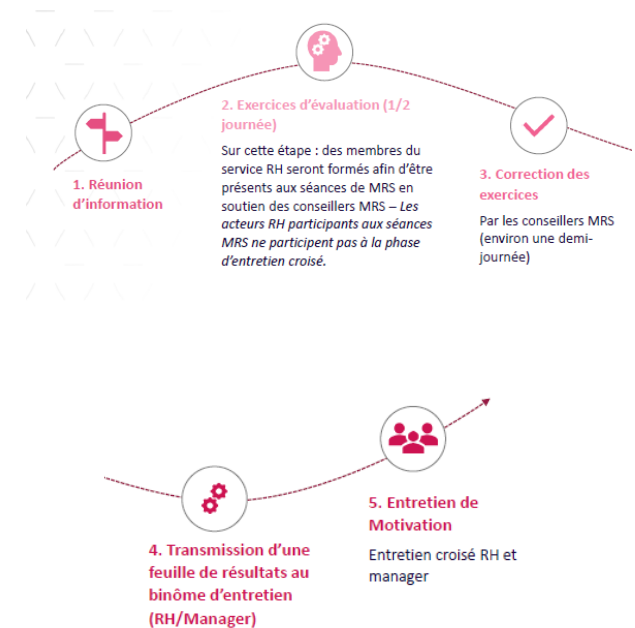 1. Réunion
d'information
2. Exercices d'évaluation (1/2
journée)
Sur cette étape : des membres du
service RH seront formés afin d'être
présents aux séances de MRS en
soutien des conseillers MRS – Les
acteurs RH participants aux séances
MRS ne participent pas à la phase
d'entretien croisé.
3. Correction des
exercices
Par les conseillers MRS
(environ une demi-
journée)
4. Transmission d'une
feuille de résultats au
binôme d'entretien
(RH/Manager)
5. Entretien de
Motivation
Entretien croisé RH et
manager